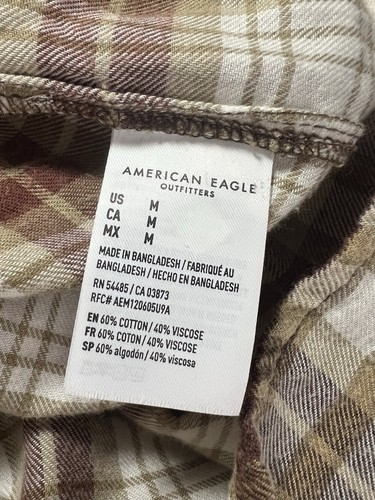 AMERICAN EAGLE
OUTFITTERS
US M
CA M
MX M
MADE IN BANGLADESH / FABRIQUÉ AU
BANGLADESH / HECHO EN BANGLADESH
RN 54485 / CA 03873
RFC# AEM120605U9A
EN 60% COTTON / 40% VISCOSE
FR 60% COTON / 40% VISCOSE
SP 60% algodón / 40% viscosa